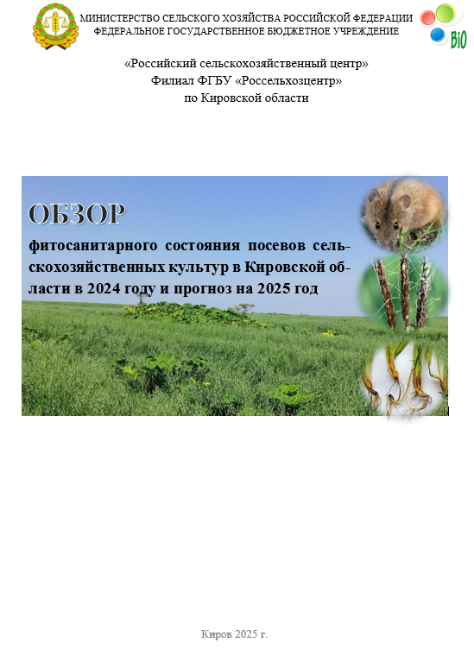 МИНИСТЕРСТВО СЕЛЬСКОГО ХОЗЯЙСТВА РОССИЙСКОЙ ФЕДЕРАЦИИ
ФЕДЕРАЛЬНОЕ ГОСУДАРСТВЕННОЕ БЮДЖЕТНОЕ УЧРЕЖДЕНИЕ
BiO
«Российский сельскохозяйственный центр»
Филиал ФГБУ «Россельхозцентр»
по Кировской области
ОБЗОР
фитосанитарного состояния посевов сель-
скохозяйственных культур в Кировской об-
ласти в 2024 году и прогноз на 2025 год
Киров 2025 г.